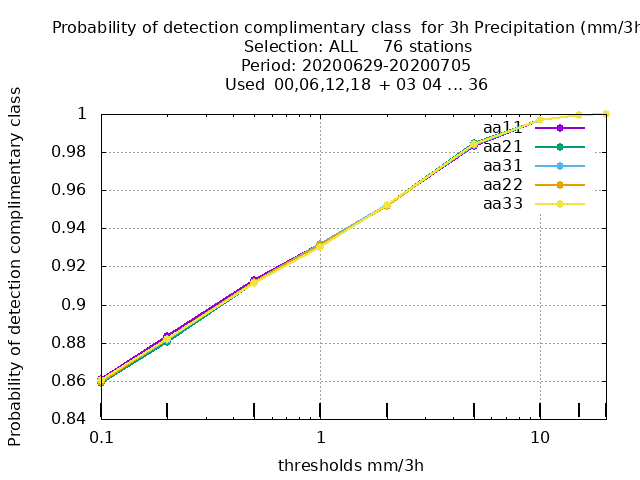 Probability of detection complimentary class for 3h Precipitation (mm/3h
Selection: ALL 76 stations
Period: 20200629-20200705
Used 00,06,12,18 + 03 04 ... 36
Probability of detection complimentary class
1
0.98
0.96
0.94
0.92
0.9
0.88
0.86
0.84
aa11
aa21
aa31
aa22
aa33
0.1 1 10
thresholds mm/3h